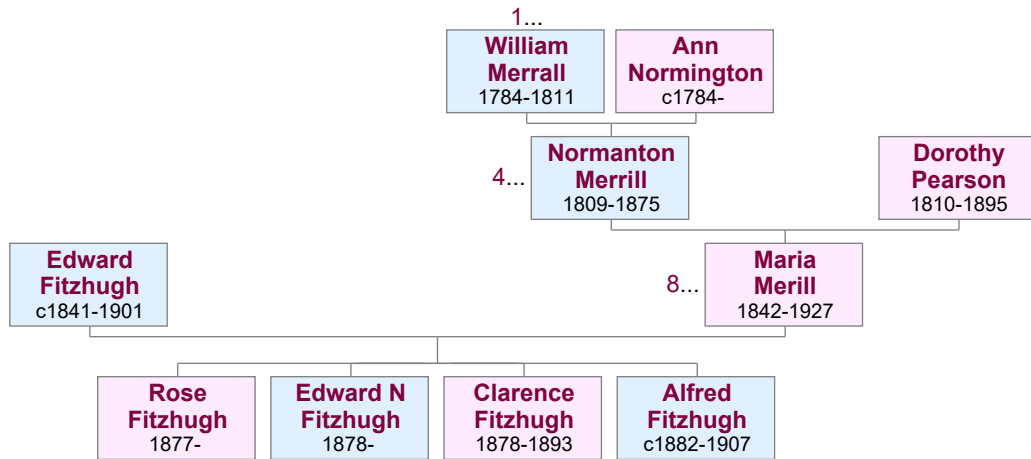 1...
William
Merrall
1784-1811
Ann
Normington
c1784-
4...
Normanton
Merrill
1809-1875
Dorothy
Pearson
1810-1895
Edward
Fitzhugh
c1841-1901
8...
Maria
Merill
1842-1927
Rose
Fitzhugh
1877-
Edward N
Fitzhugh
1878-
Clarence
Fitzhugh
1878-1893
Alfred
Fitzhugh
c1882-1907